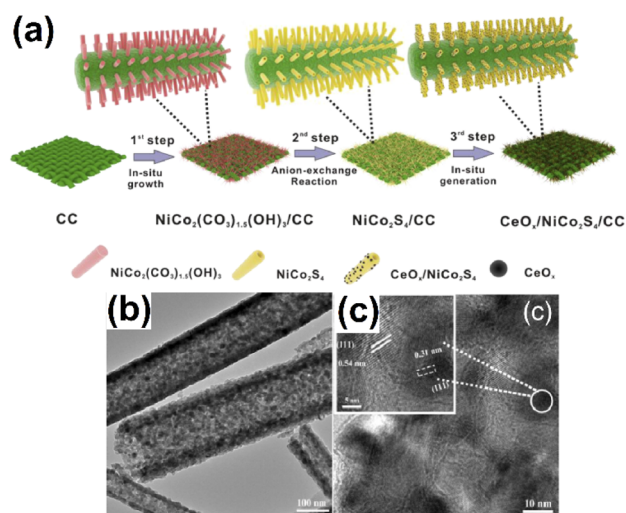 (a)
1st step
2nd step
3rd step
In-situ
growth
Anion-exchange
Reaction
In-situ
generation
CC
NiCo₂(CO₃)₁.₅(OH)₃/CC
NiCo₂S₄/CC
CeOₓ/NiCo₂S₄/CC
NiCo₂(CO₃)₁.₅(OH)₃
NiCo₂S₄
CeOₓ/NiCo₂S₄
CeOₓ
(b)
100 nm
(c)
(c)
(111)
0.54 nm
0.31 nm
(111)
5 nm
10 nm